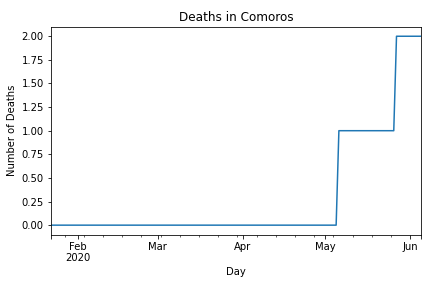 Deaths in Comoros
2.00
1.75
1.50
1.25
1.00
0.75
0.50
0.25
0.00
Number of Deaths
Feb
2020
Mar
Apr
May
Jun
Day